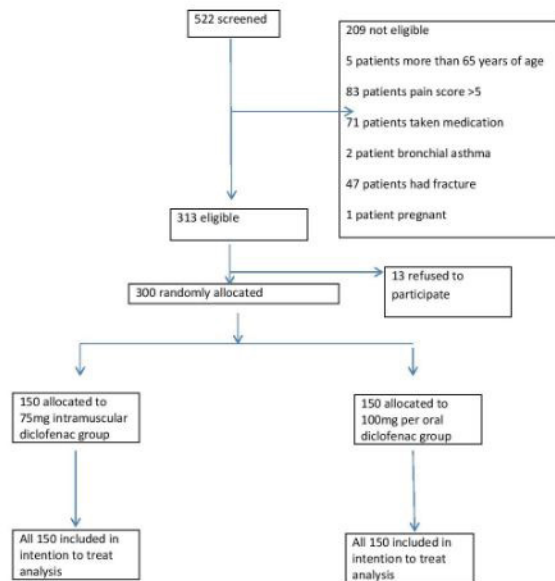 522 screened
209 not eligible
5 patients more than 65 years of age
83 patients pain score >5
71 patients taken medication
2 patient bronchial asthma
47 patients had fracture
1 patient pregnant
313 eligible
13 refused to
participate
300 randomly allocated
150 allocated to
75mg intramuscular
diclofenac group
150 allocated to
100mg per oral
diclofenac group
All 150 included in
intention to treat
analysis
All 150 included in
intention to treat
analysis